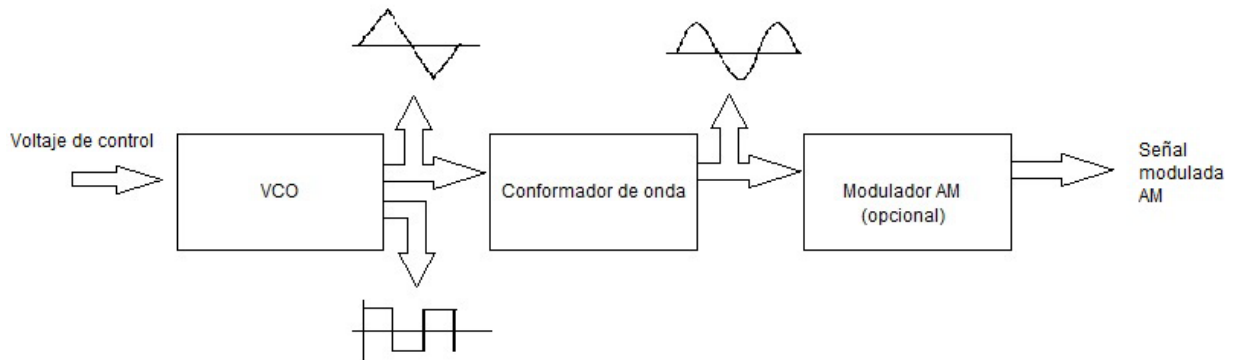 Voltaje de control
VCO
Conformador de onda
Modulador AM
(opcional)
Señal
modulada
AM